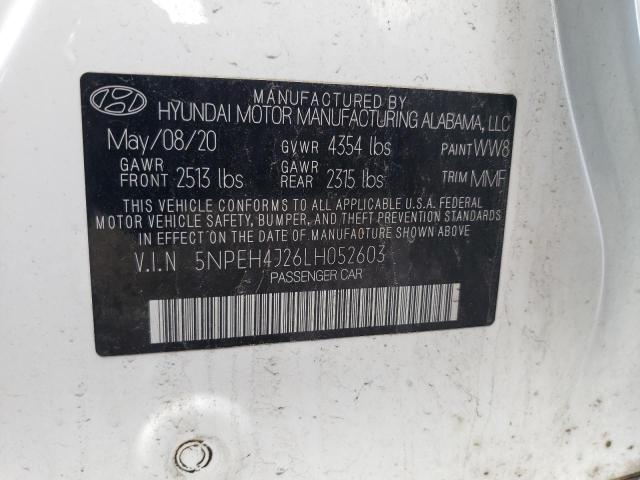 MANUFACTURED BY
HYUNDAI MOTOR MANUFACTURING ALABAMA, LLC
May/08/20 GVWR 4354 lbs PAINT WW8
GAWR FRONT 2513 lbs GAWR REAR 2315 lbs TRIM MMF
THIS VEHICLE CONFORMS TO ALL APPLICABLE U.S.A. FEDERAL
MOTOR VEHICLE SAFETY, BUMPER, AND THEFT PREVENTION STANDARDS
IN EFFECT ON THE DATE OF MANUFACTURE SHOWN ABOVE
V.I.N 5NPEH4J26LH052603
PASSENGER CAR